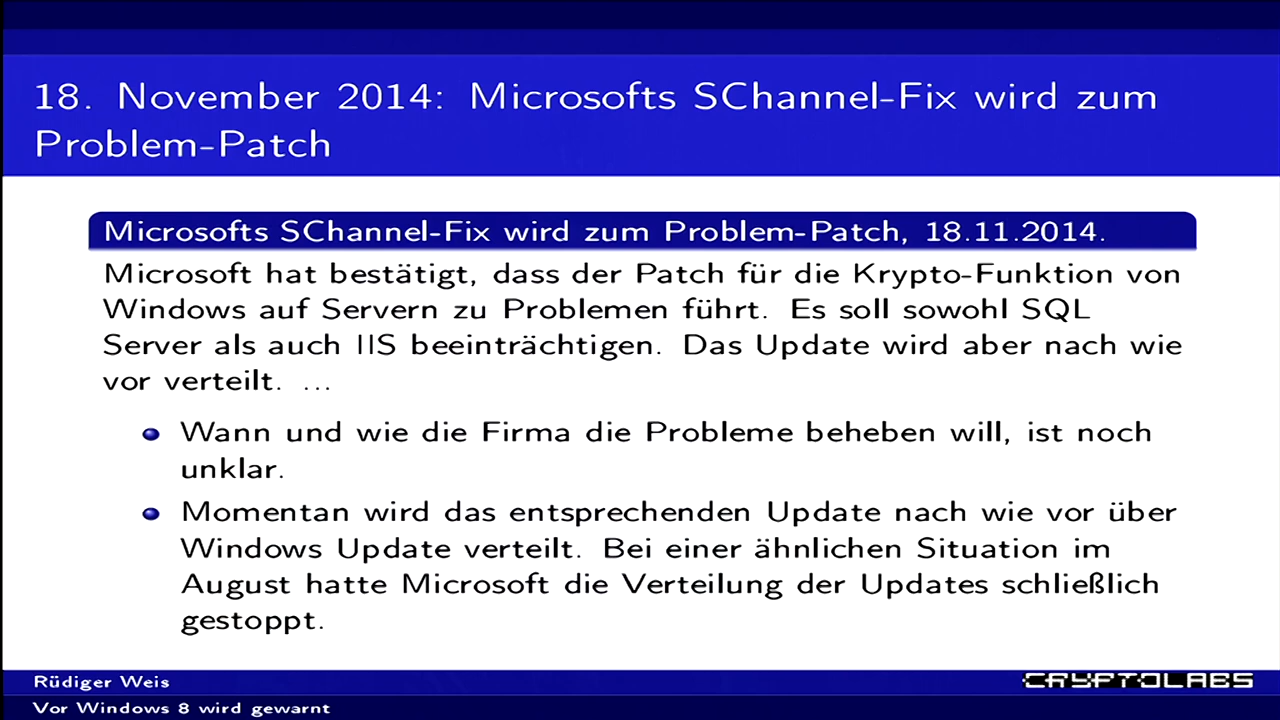 18. November 2014: Microsofts SChannel-Fix wird zum
Problem-Patch
Microsofts SChannel-Fix wird zum Problem-Patch, 18.11.2014.
Microsoft hat bestätigt, dass der Patch für die Krypto-Funktion von
Windows auf Servern zu Problemen führt. Es soll sowohl SQL
Server als auch IIS beeinträchtigen. Das Update wird aber nach wie
vor verteilt. ...
Wann und wie die Firma die Probleme beheben will, ist noch
unklar.
Momentan wird das entsprechenden Update nach wie vor über
Windows Update verteilt. Bei einer ähnlichen Situation im
August hatte Microsoft die Verteilung der Updates schließlich
gestoppt.
Rüdiger Weis
CRYPTOLABS
Vor Windows 8 wird gewarnt